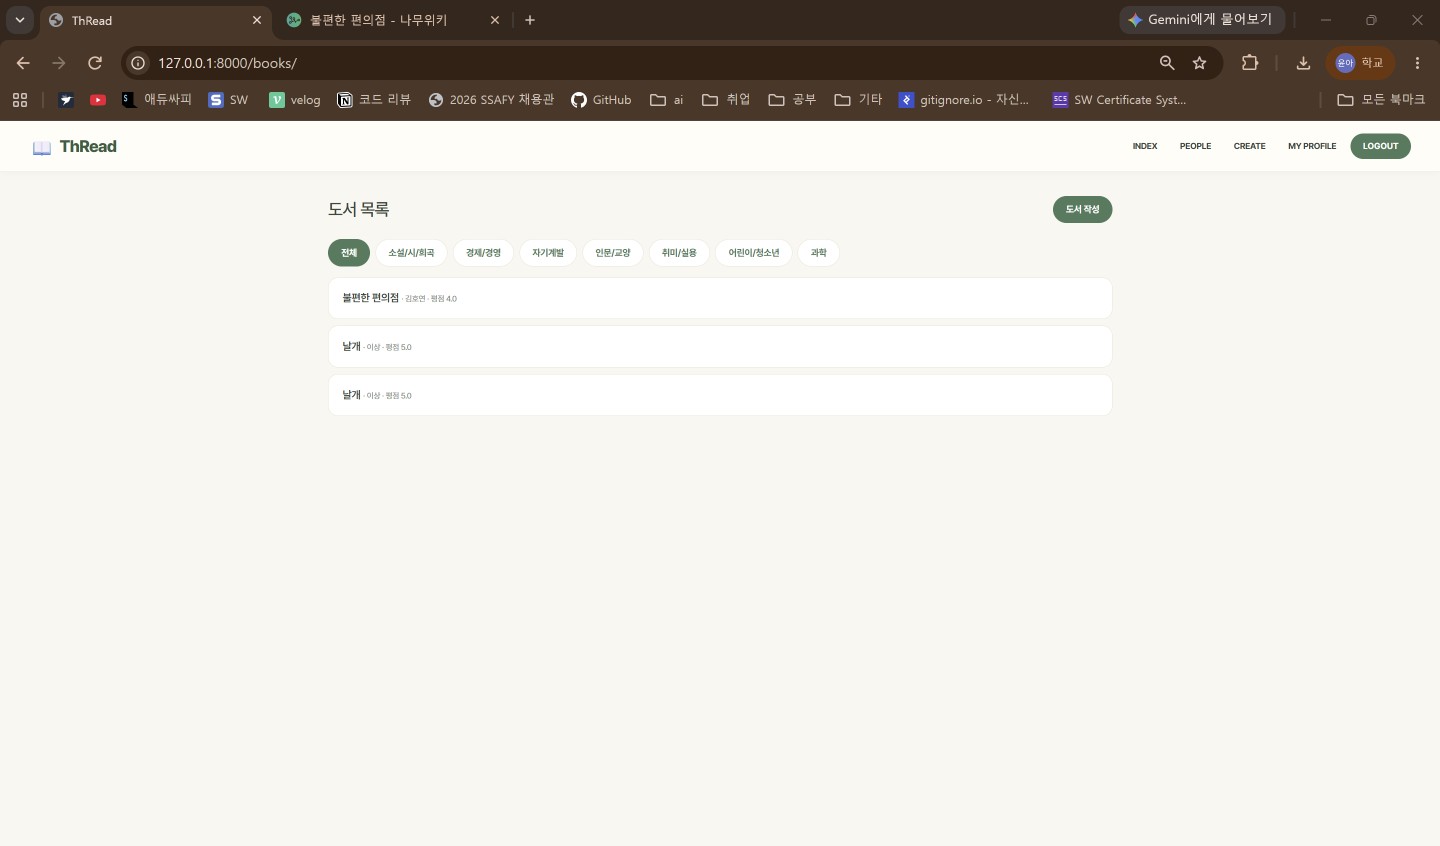 ThRead
불편한 편의점 - 나무위키
Gemini에게 물어보기
127.0.0.1:8000/books/
윤아 학교
애듀싸피
SW
velog
코드 리뷰
2026 SSAFY 채용관
GitHub
ai
취업
공부
기타
gitignore.io - 자신...
SW Certificate Syst...
모든 북마크
ThRead
INDEX
PEOPLE
CREATE
MY PROFILE
LOGOUT
도서 목록
도서 작성
전체
소설/시/희곡
경제/경영
자기계발
인문/교양
취미/실용
어린이/청소년
과학
불편한 편의점 · 김호연 · 평점 4.0
날개 · 이상 · 평점 5.0
날개 · 이상 · 평점 5.0